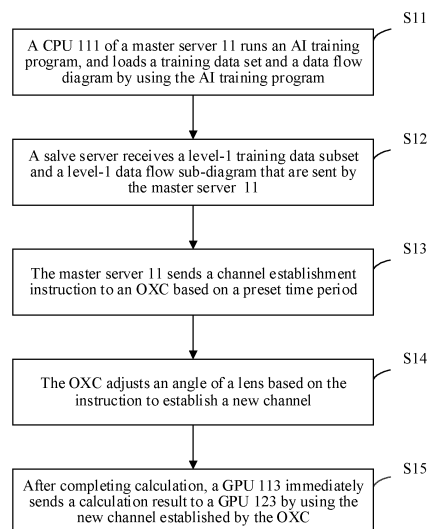 S11
A CPU 111 of a master server 11 runs an AI training
program, and loads a training data set and a data flow
diagram by using the AI training program
S12
A salve server receives a level-1 training data subset
and a level-1 data flow sub-diagram that are sent by
the master server 11
S13
The master server 11 sends a channel establishment
instruction to an OXC based on a preset time period
S14
The OXC adjusts an angle of a lens based on the
instruction to establish a new channel
S15
After completing calculation, a GPU 113 immediately
sends a calculation result to a GPU 123 by using the
new channel established by the OXC